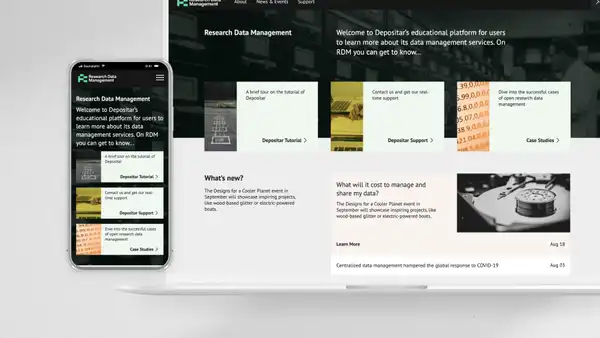 Research Data
Management
Research Data Management
Welcome to Depositar's
educational platform for users
to learn more about its data
management services. On
RDM you can get to know...
A brief tour on the tutorial of
Depositar
Depositar Tutorial
Contact us and get our real-
time support
Depositar Support
Dive into the successful cases
of open research data
management
Case Studies
Management
About
News & Events
Support
Research Data Management
Welcome to Depositar's educational platform for users
to learn more about its data management services. On
RDM you can get to know...
A brief tour on the tutorial of
Depositar
Depositar Tutorial
Contact us and get our real-
time support
Depositar Support
Dive into the successful cases
of open research data
management
Case Studies
What's new?
The Designs for a Cooler Planet event in
September will showcase inspiring projects,
like wood-based glitter or electric-powered
boats.
What will it cost to manage and
share my data?
The Designs for a Cooler Planet event in
September will showcase inspiring projects,
like wood-based glitter or electric-powered
boats.
Learn More
Aug 18
Centralized data management hampered the global response to COVID-19
Aug 03